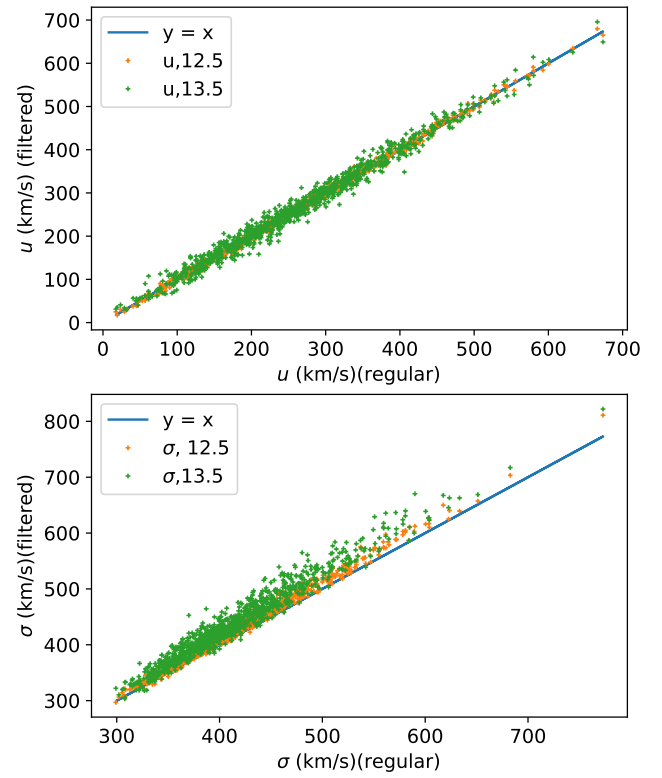 700
600
500
400
300
200
100
0
u (km/s) (filtered)
y = x
u,12.5
u,13.5
0 100 200 300 400 500 600 700
u (km/s)(regular)
800
700
600
500
400
300
σ (km/s)(filtered)
y = x
σ, 12.5
σ,13.5
300 400 500 600 700
σ (km/s)(regular)